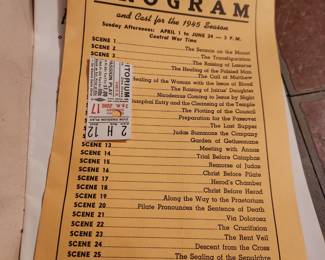 PROGRAM
and Cast for the 1945 Season
Sunday Afternoons: APRIL 1 to JUNE 24 — 3 P.M.
Central War Time
SCENE 1 The Sermon on the Mount
SCENE 2 The Transfiguration
SCENE 3 The Raising of Lazarus
SCENE The Healing of the Palsied Man
The Call of Matthew
Healing of the Woman with the Issue of Blood
The Raising of Jairus' Daughter
Nicodemus Coming to Jesus by Night
Triumphal Entry and the Cleansing of the Temple
The Plotting of the Council
Preparation for the Passover
The Last Supper
Judas Summons the Company
Garden of Gethsemane
SCENE 13 Meeting with Annas
SCENE 14 Trial Before Caiaphas
SCENE 15 Remorse of Judas
SCENE 16 Christ Before Pilate
SCENE 17 Herod's Chamber
SCENE 18 Christ Before Herod
SCENE 19 Along the Way to the Praetorium
SCENE 20 Pilate Pronounces the Sentence of Death
SCENE 21 Via Dolorosa
SCENE 22 The Crucifixion
SCENE 23 The Rent Veil
SCENE 24 Descent from the Cross
SCENE 25 The Sealing of the Sepulchre
2 H 12
JUNE 17